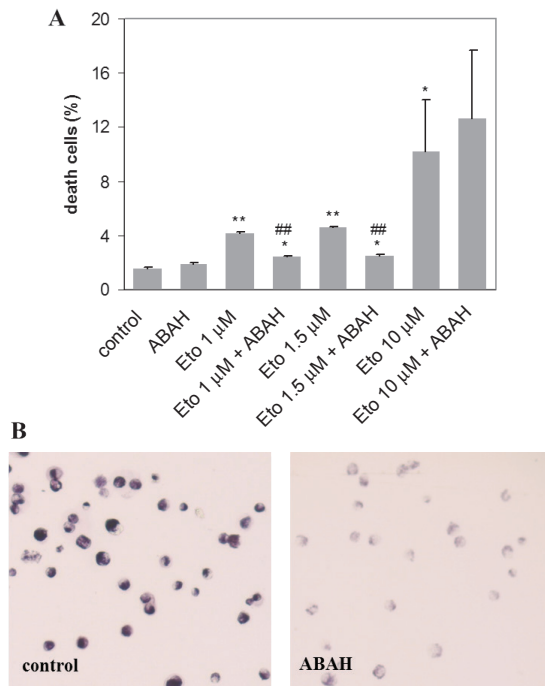 A
20
16
12
8
4
0
death cells (%)
**
##
*
**
##
*
*
control
ABAH
Eto 1 µM
Eto 1 µM + ABAH
Eto 1.5 µM
Eto 1.5 µM + ABAH
Eto 10 µM
Eto 10 µM + ABAH
B
control
ABAH